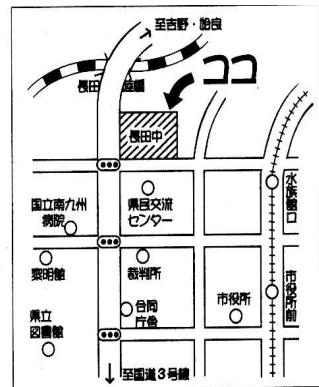 至吉野・姶良
ココ
長田
陸橋
長田中
国立南九州
病院
県民交流
センター
水族館口
黎明館
裁判所
市役所前
県立
図書館
合同
庁舎
市役所
至国道3号線